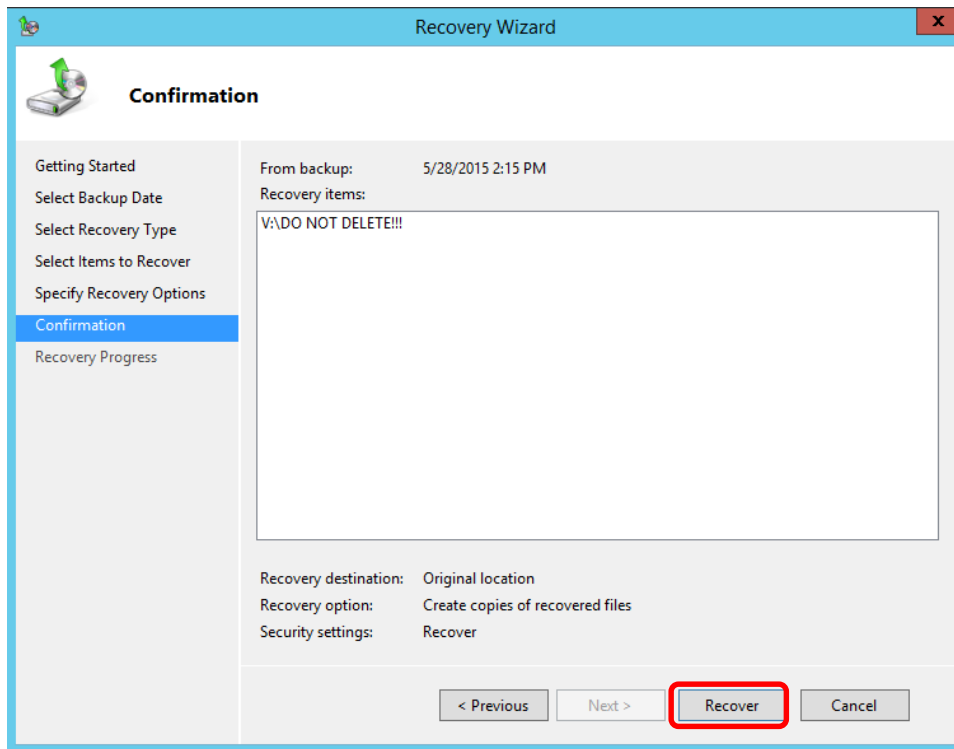 Recovery Wizard
x
Confirmation
Getting Started
Select Backup Date
Select Recovery Type
Select Items to Recover
Specify Recovery Options
Confirmation
Recovery Progress
From backup: 5/28/2015 2:15 PM
Recovery items:
V:\DO NOT DELETE!!!
Recovery destination: Original location
Recovery option: Create copies of recovered files
Security settings: Recover
< Previous Next > Recover Cancel